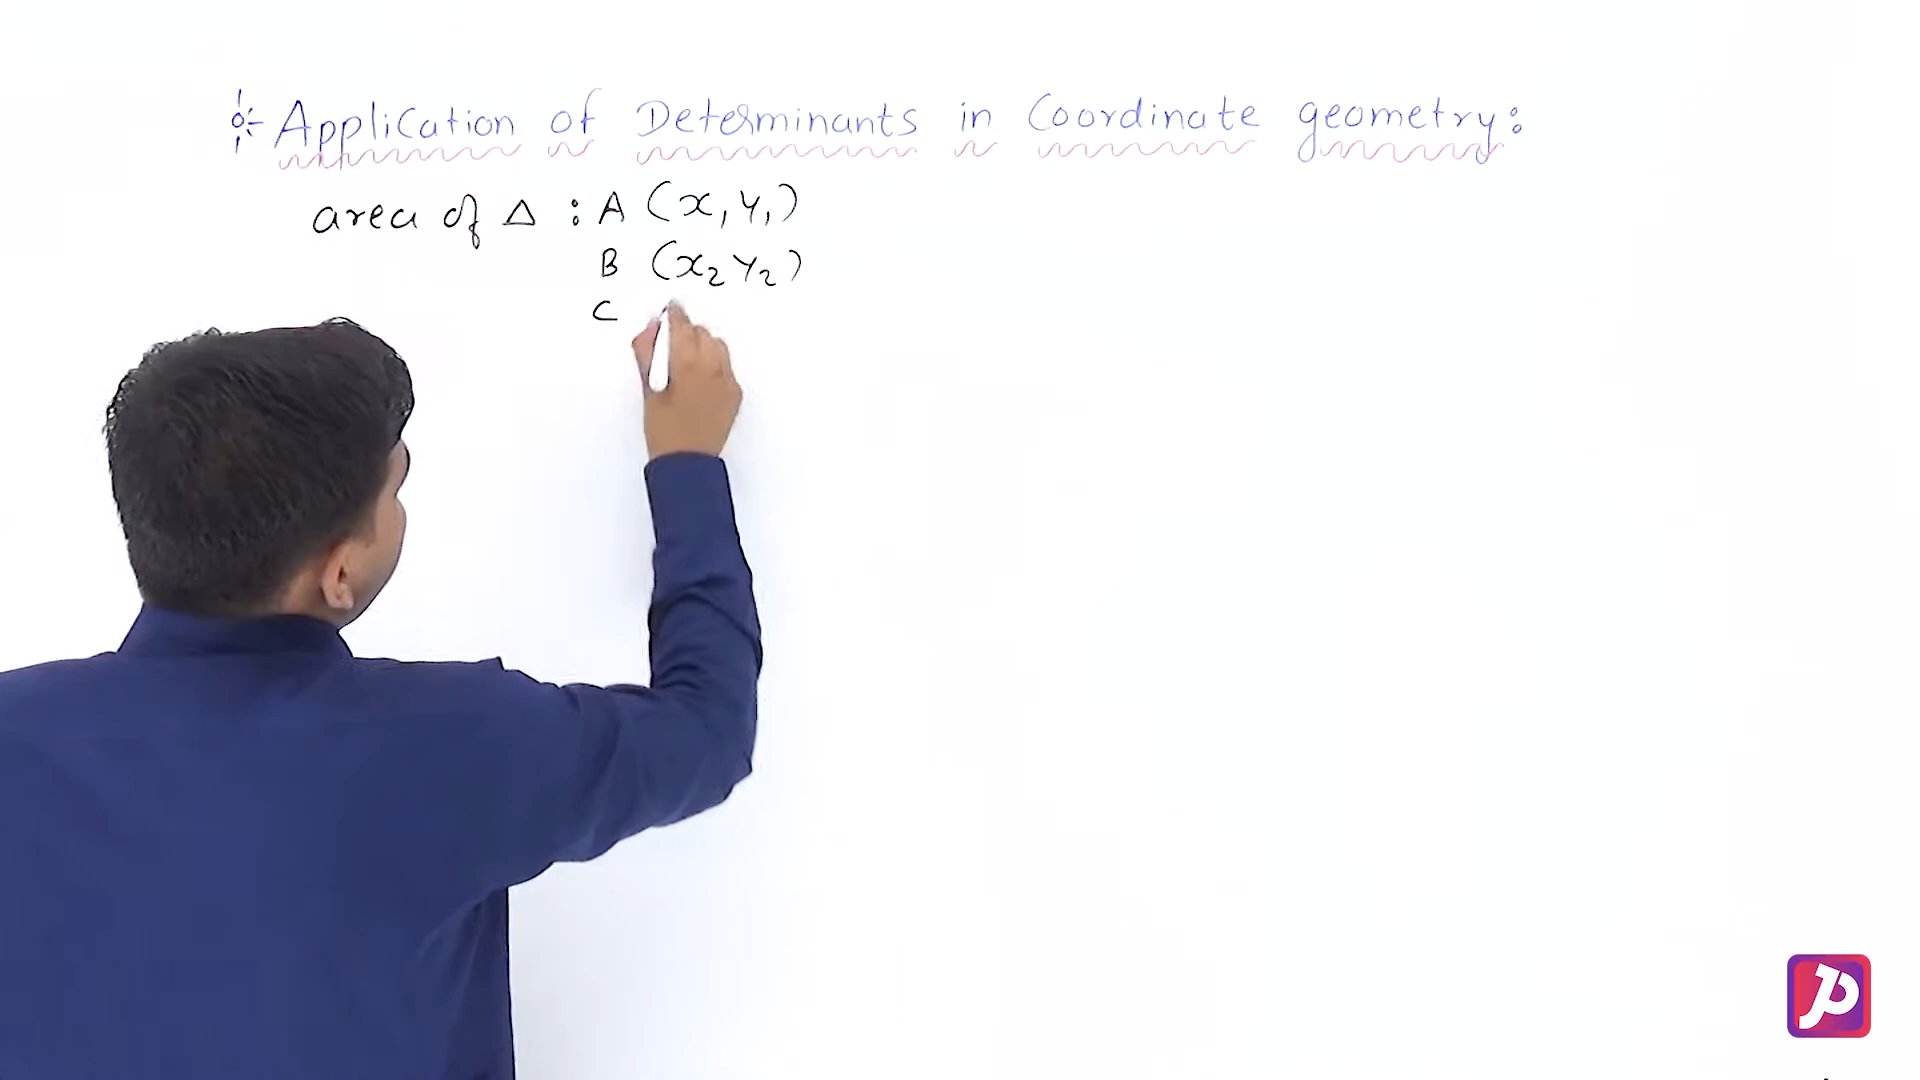 Application of Determinants in Coordinate geometry:
area of Δ : A (x₁ y₁)
B (x₂ y₂)
C